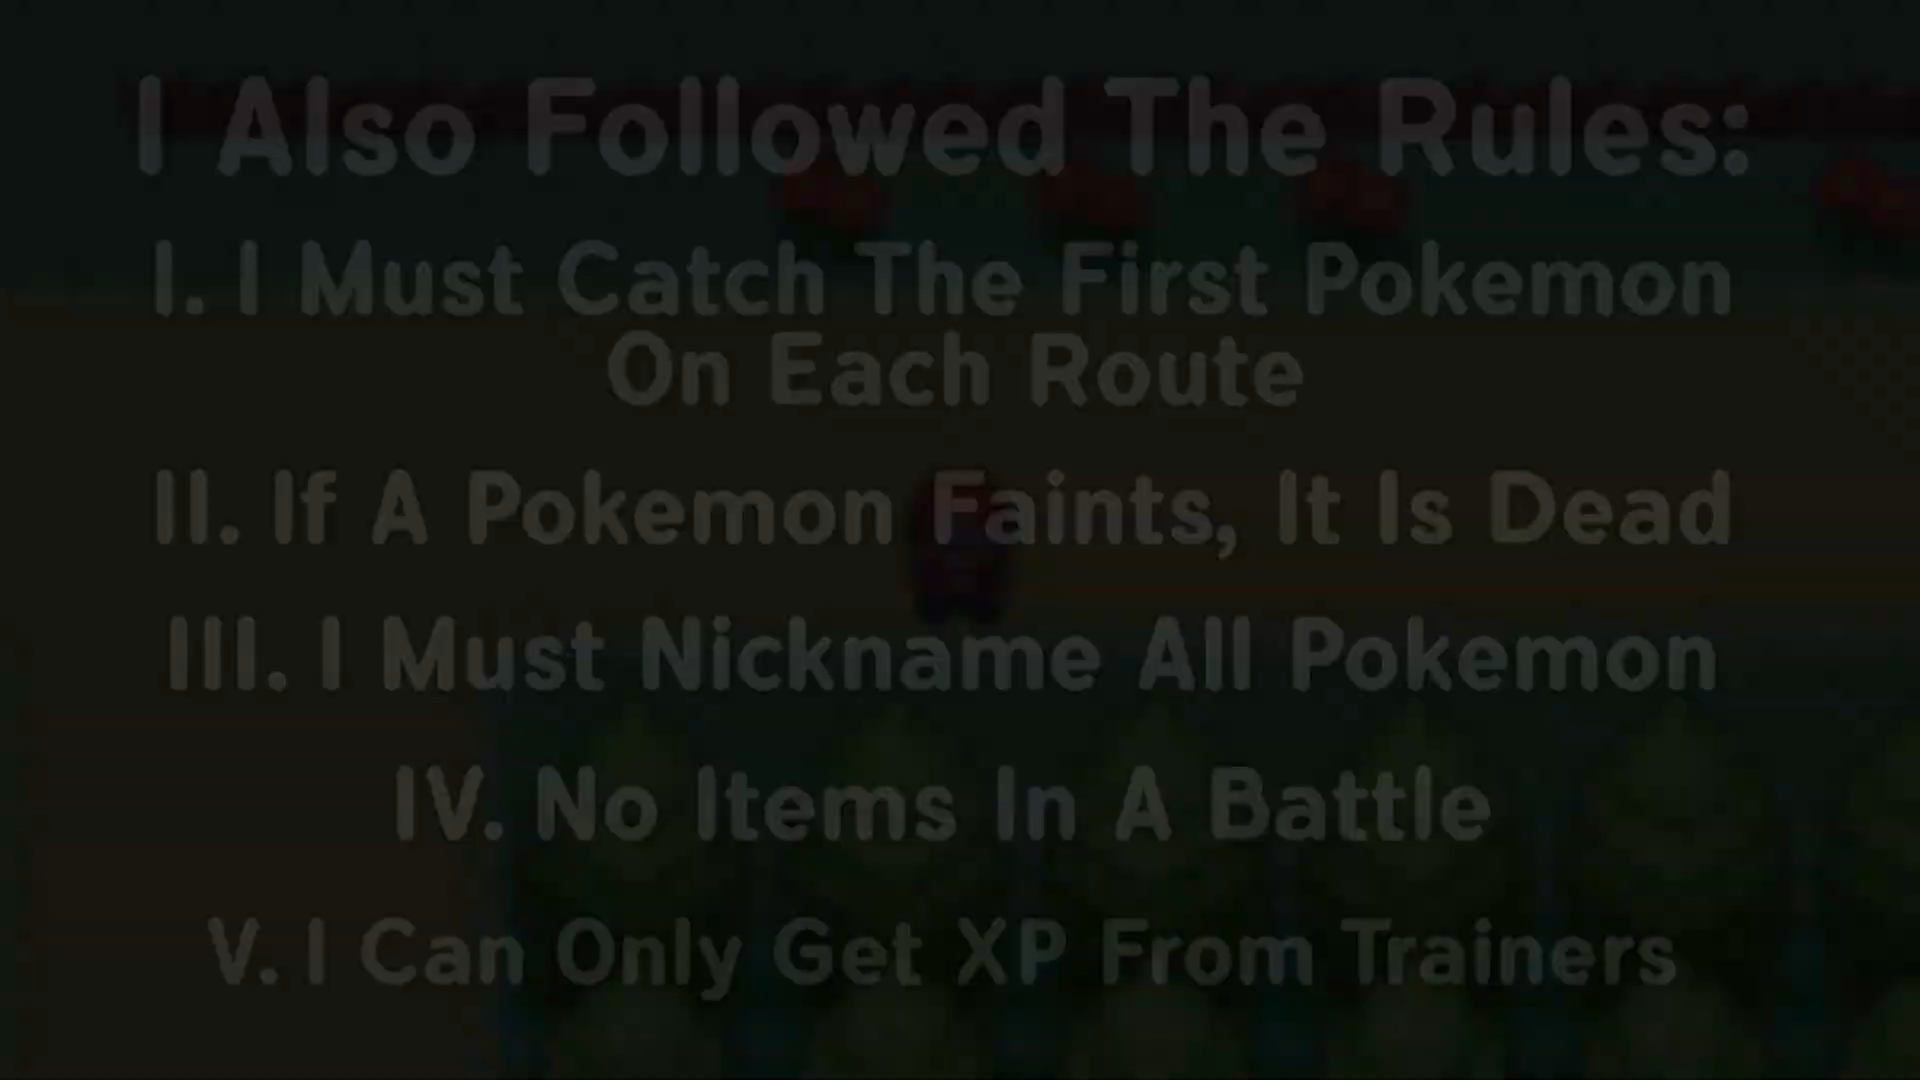 I Also Followed The Rules:
I. I Must Catch The First Pokemon
On Each Route
II. If A Pokemon Faints, It Is Dead
III. I Must Nickname All Pokemon
IV. No Items In A Battle
V. I Can Only Get XP From Trainers